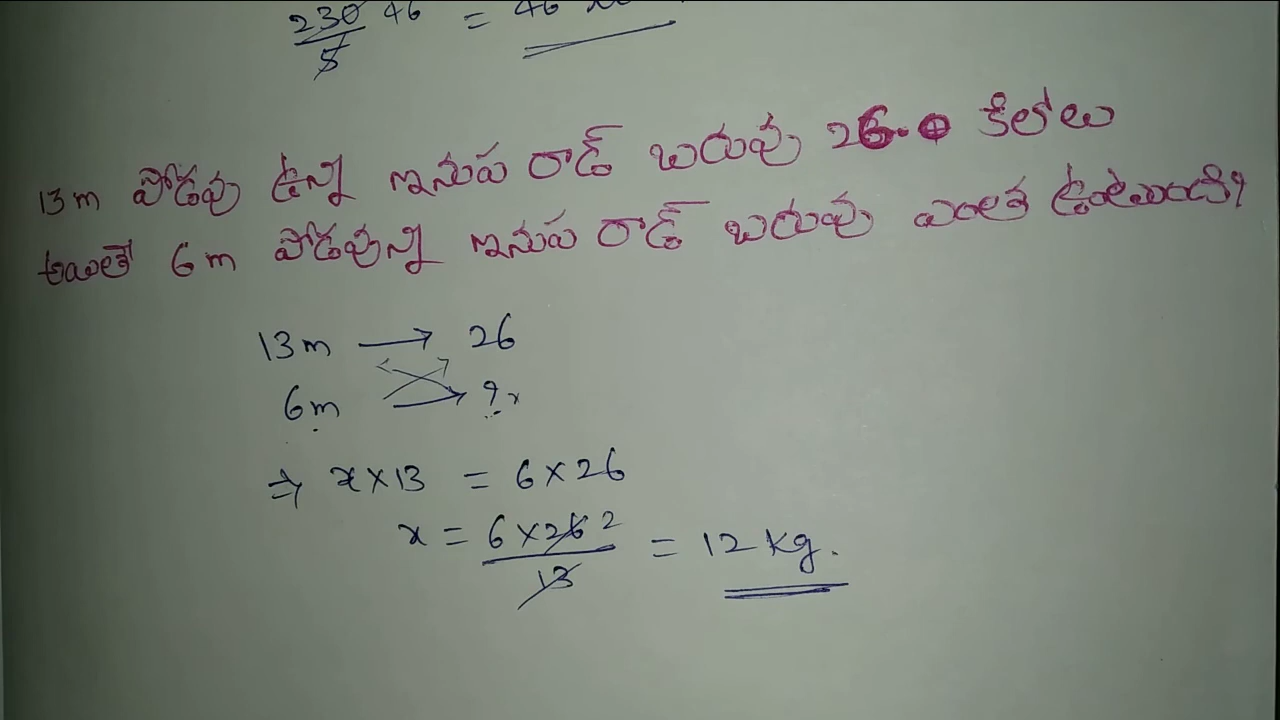 230 46 = 46
5
13m పోడవు ఉన్న ఇనుప రాడ్ బరువు 26.0 కిలోలు
అయితే 6m పోడవున్న ఇనుప రాడ్ బరువు ఎంత ఉంటుంది?
13m → 26
6m → ? x
⇒ x×13 = 6×26
x = 6×26 2 = 12 kg.
13